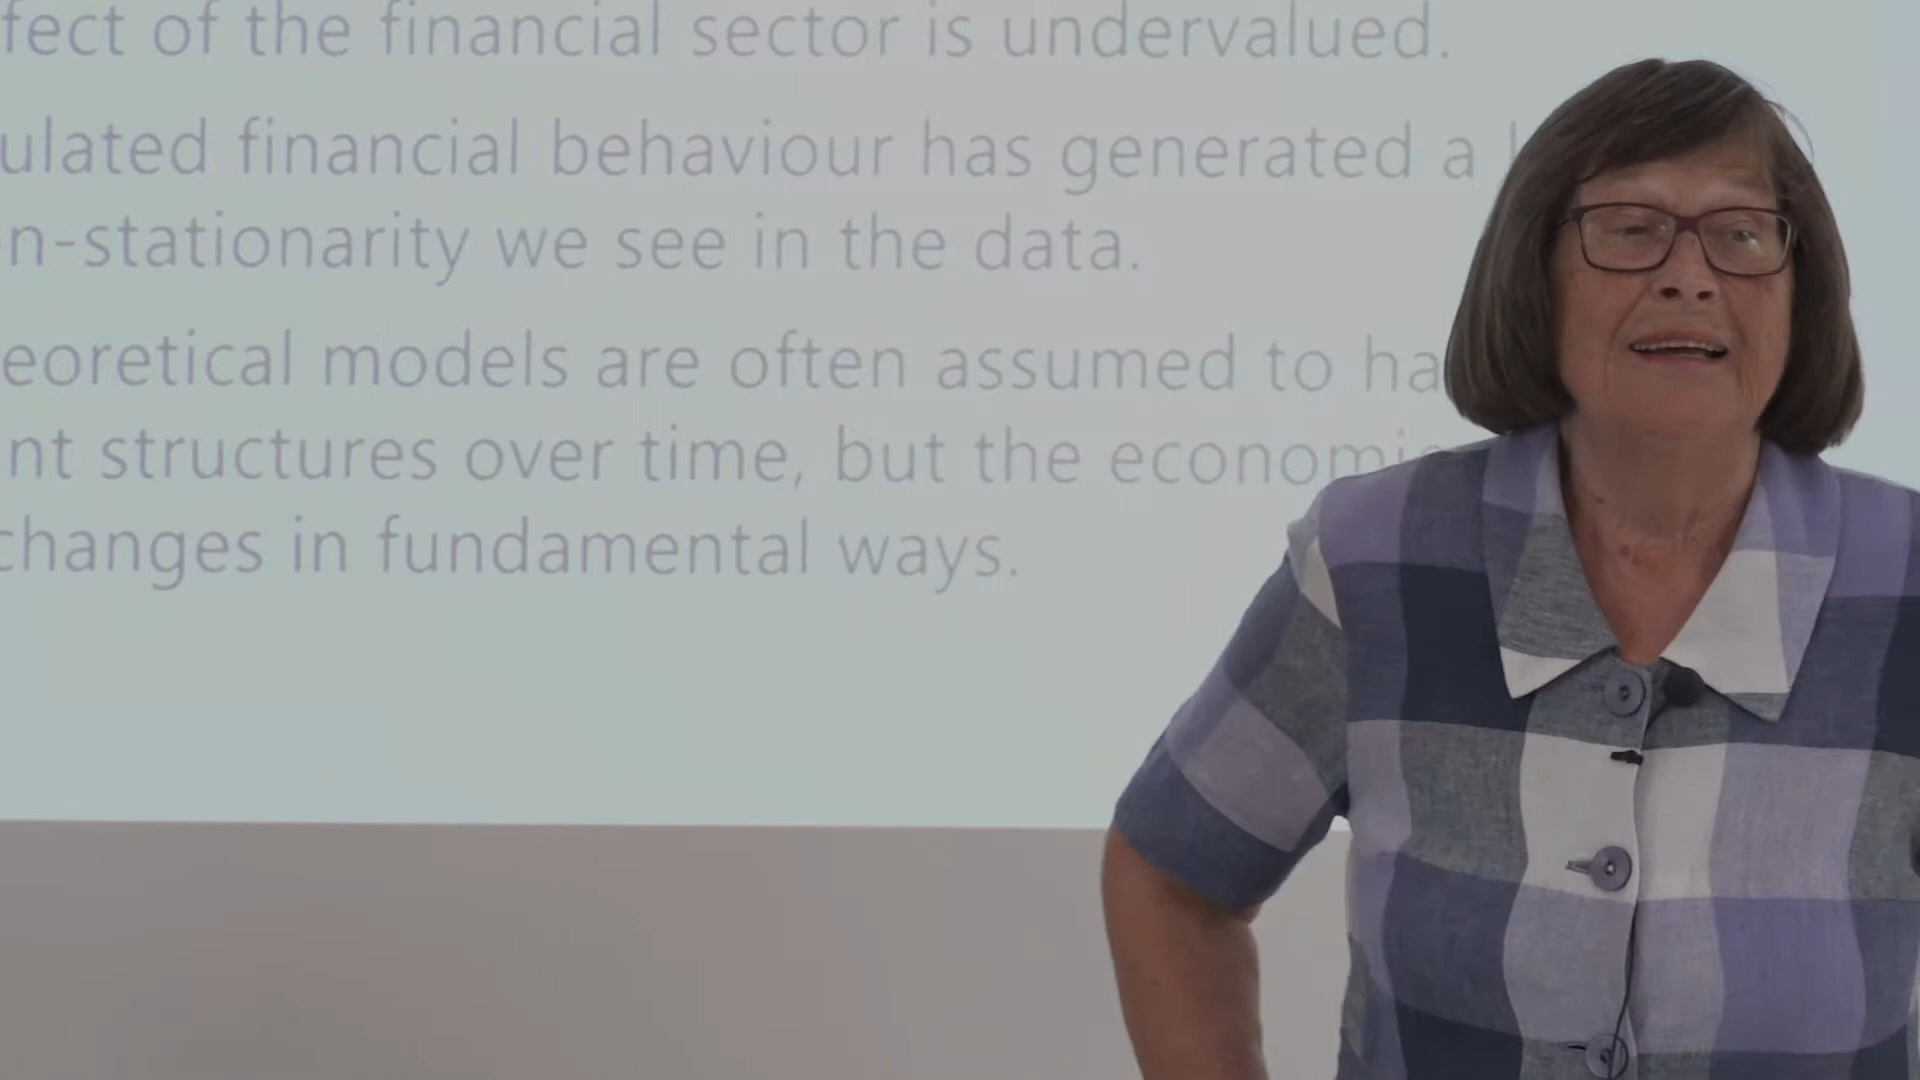 fect of the financial sector is undervalued.
ulated financial behaviour has generated a
n-stationarity we see in the data.
eoretical models are often assumed to ha
nt structures over time, but the economi
changes in fundamental ways.